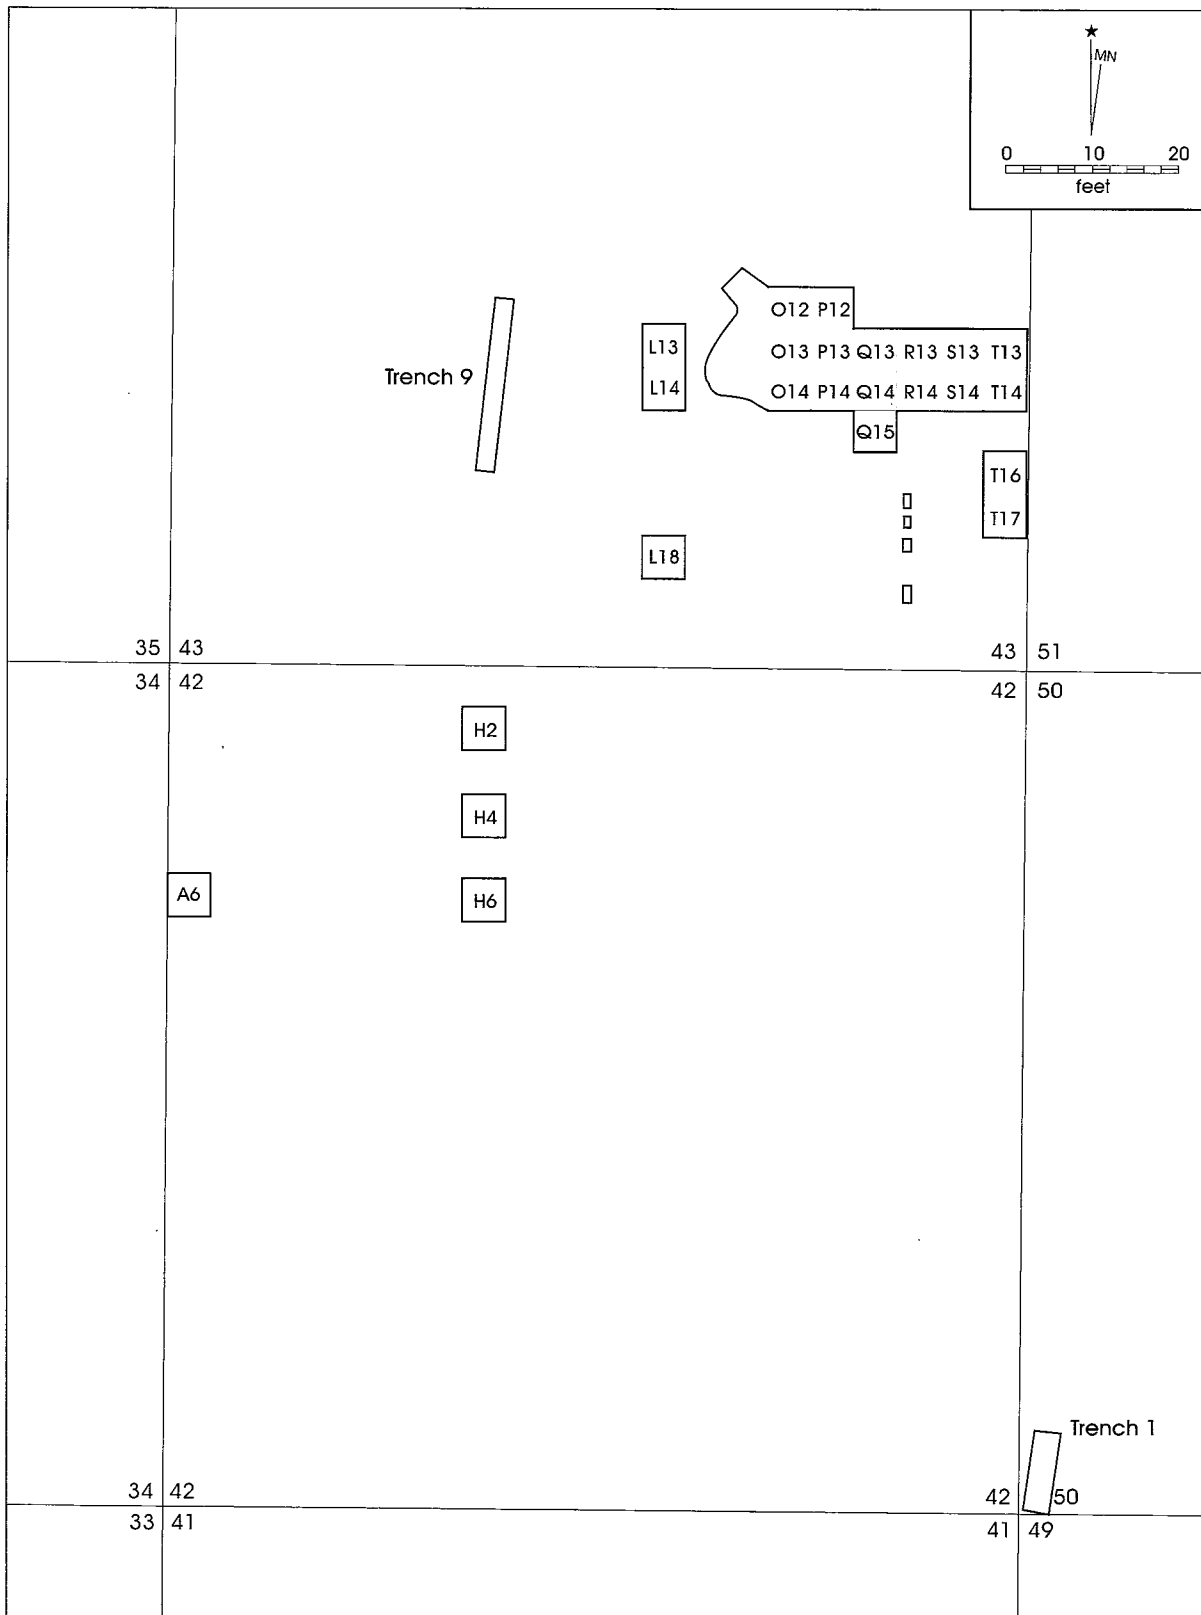 MN
0 10 20
feet
O12 P12
L13 O13 P13 Q13 R13 S13 T13
Trench 9
L14 O14 P14 Q14 R14 S14 T14
Q15
T16
T17
L18
35 43 43 51
34 42 42 50
H2
H4
A6 H6
Trench 1
34 42 42 50
33 41 41 49